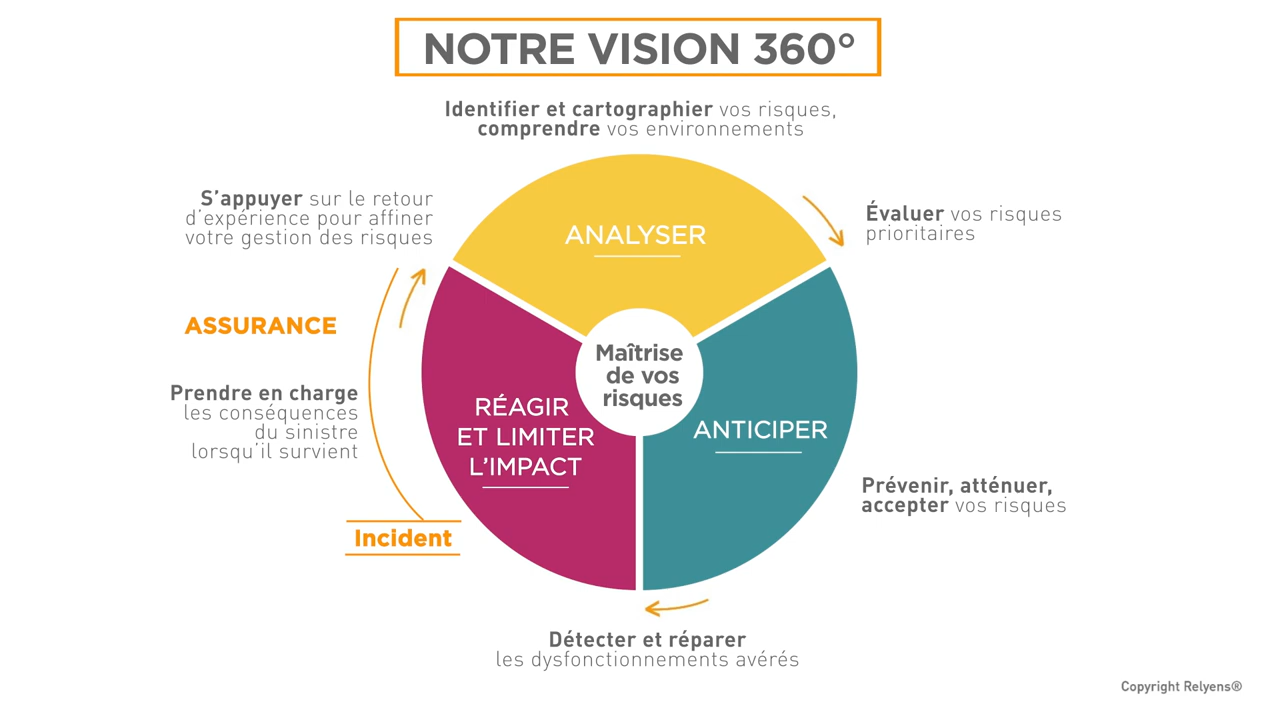 NOTRE VISION 360°
Identifier et cartographier vos risques,
comprendre vos environnements
S'appuyer sur le retour
d'expérience pour affiner
votre gestion des risques
Évaluer vos risques
prioritaires
ANALYSER
ASSURANCE
Maîtrise
de vos
risques
Prendre en charge
les conséquences
du sinistre
lorsqu'il survient
RÉAGIR
ET LIMITER
L'IMPACT
ANTICIPER
Prévenir, atténuer,
accepter vos risques
Incident
Détecter et réparer
les dysfonctionnements avérés
Copyright Relyens®